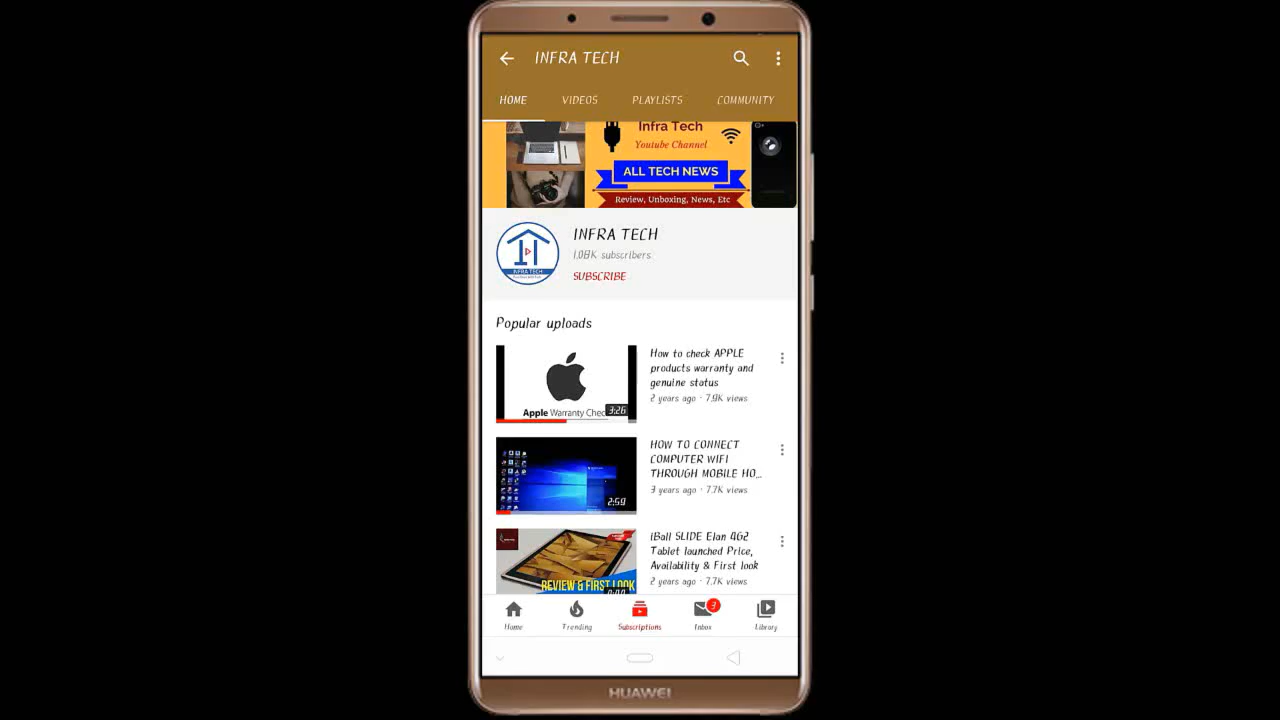 INFRA TECH
HOME VIDEOS PLAYLISTS COMMUNITY
Infra Tech
Youtube Channel
ALL TECH NEWS
Review, Unboxing, News, Etc
INFRA TECH
INFRA TECH
1.08K subscribers
SUBSCRIBE
Popular uploads
Apple Warranty Chec
3:26
How to check APPLE
products warranty and
genuine status
2 years ago · 7.9K views
2:59
HOW TO CONNECT
COMPUTER WIFI
THROUGH MOBILE HO...
3 years ago · 7.7K views
REVIEW & FIRST LOOK
iBall SLIDE Elan 4G2
Tablet launched Price,
Availability & First look
2 years ago · 7.7K views
Home Trending Subscriptions Inbox Library
HUAWEI